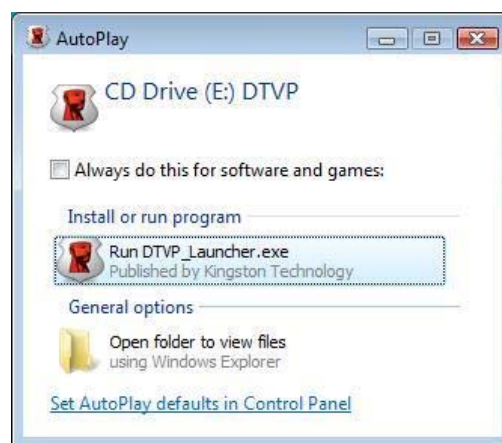 AutoPlay
CD Drive (E:) DTVP
Always do this for software and games:
Install or run program
Run DTVP_Launcher.exe
Published by Kingston Technology
General options
Open folder to view files
using Windows Explorer
Set AutoPlay defaults in Control Panel